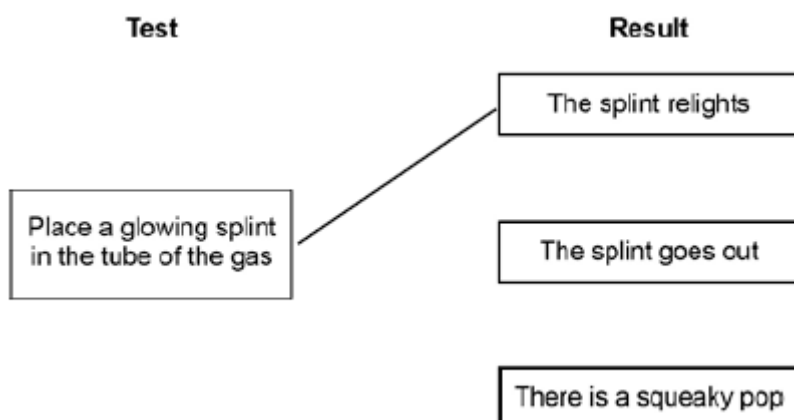 Test
Result
The splint relights
Place a glowing splint
in the tube of the gas
The splint goes out
There is a squeaky pop